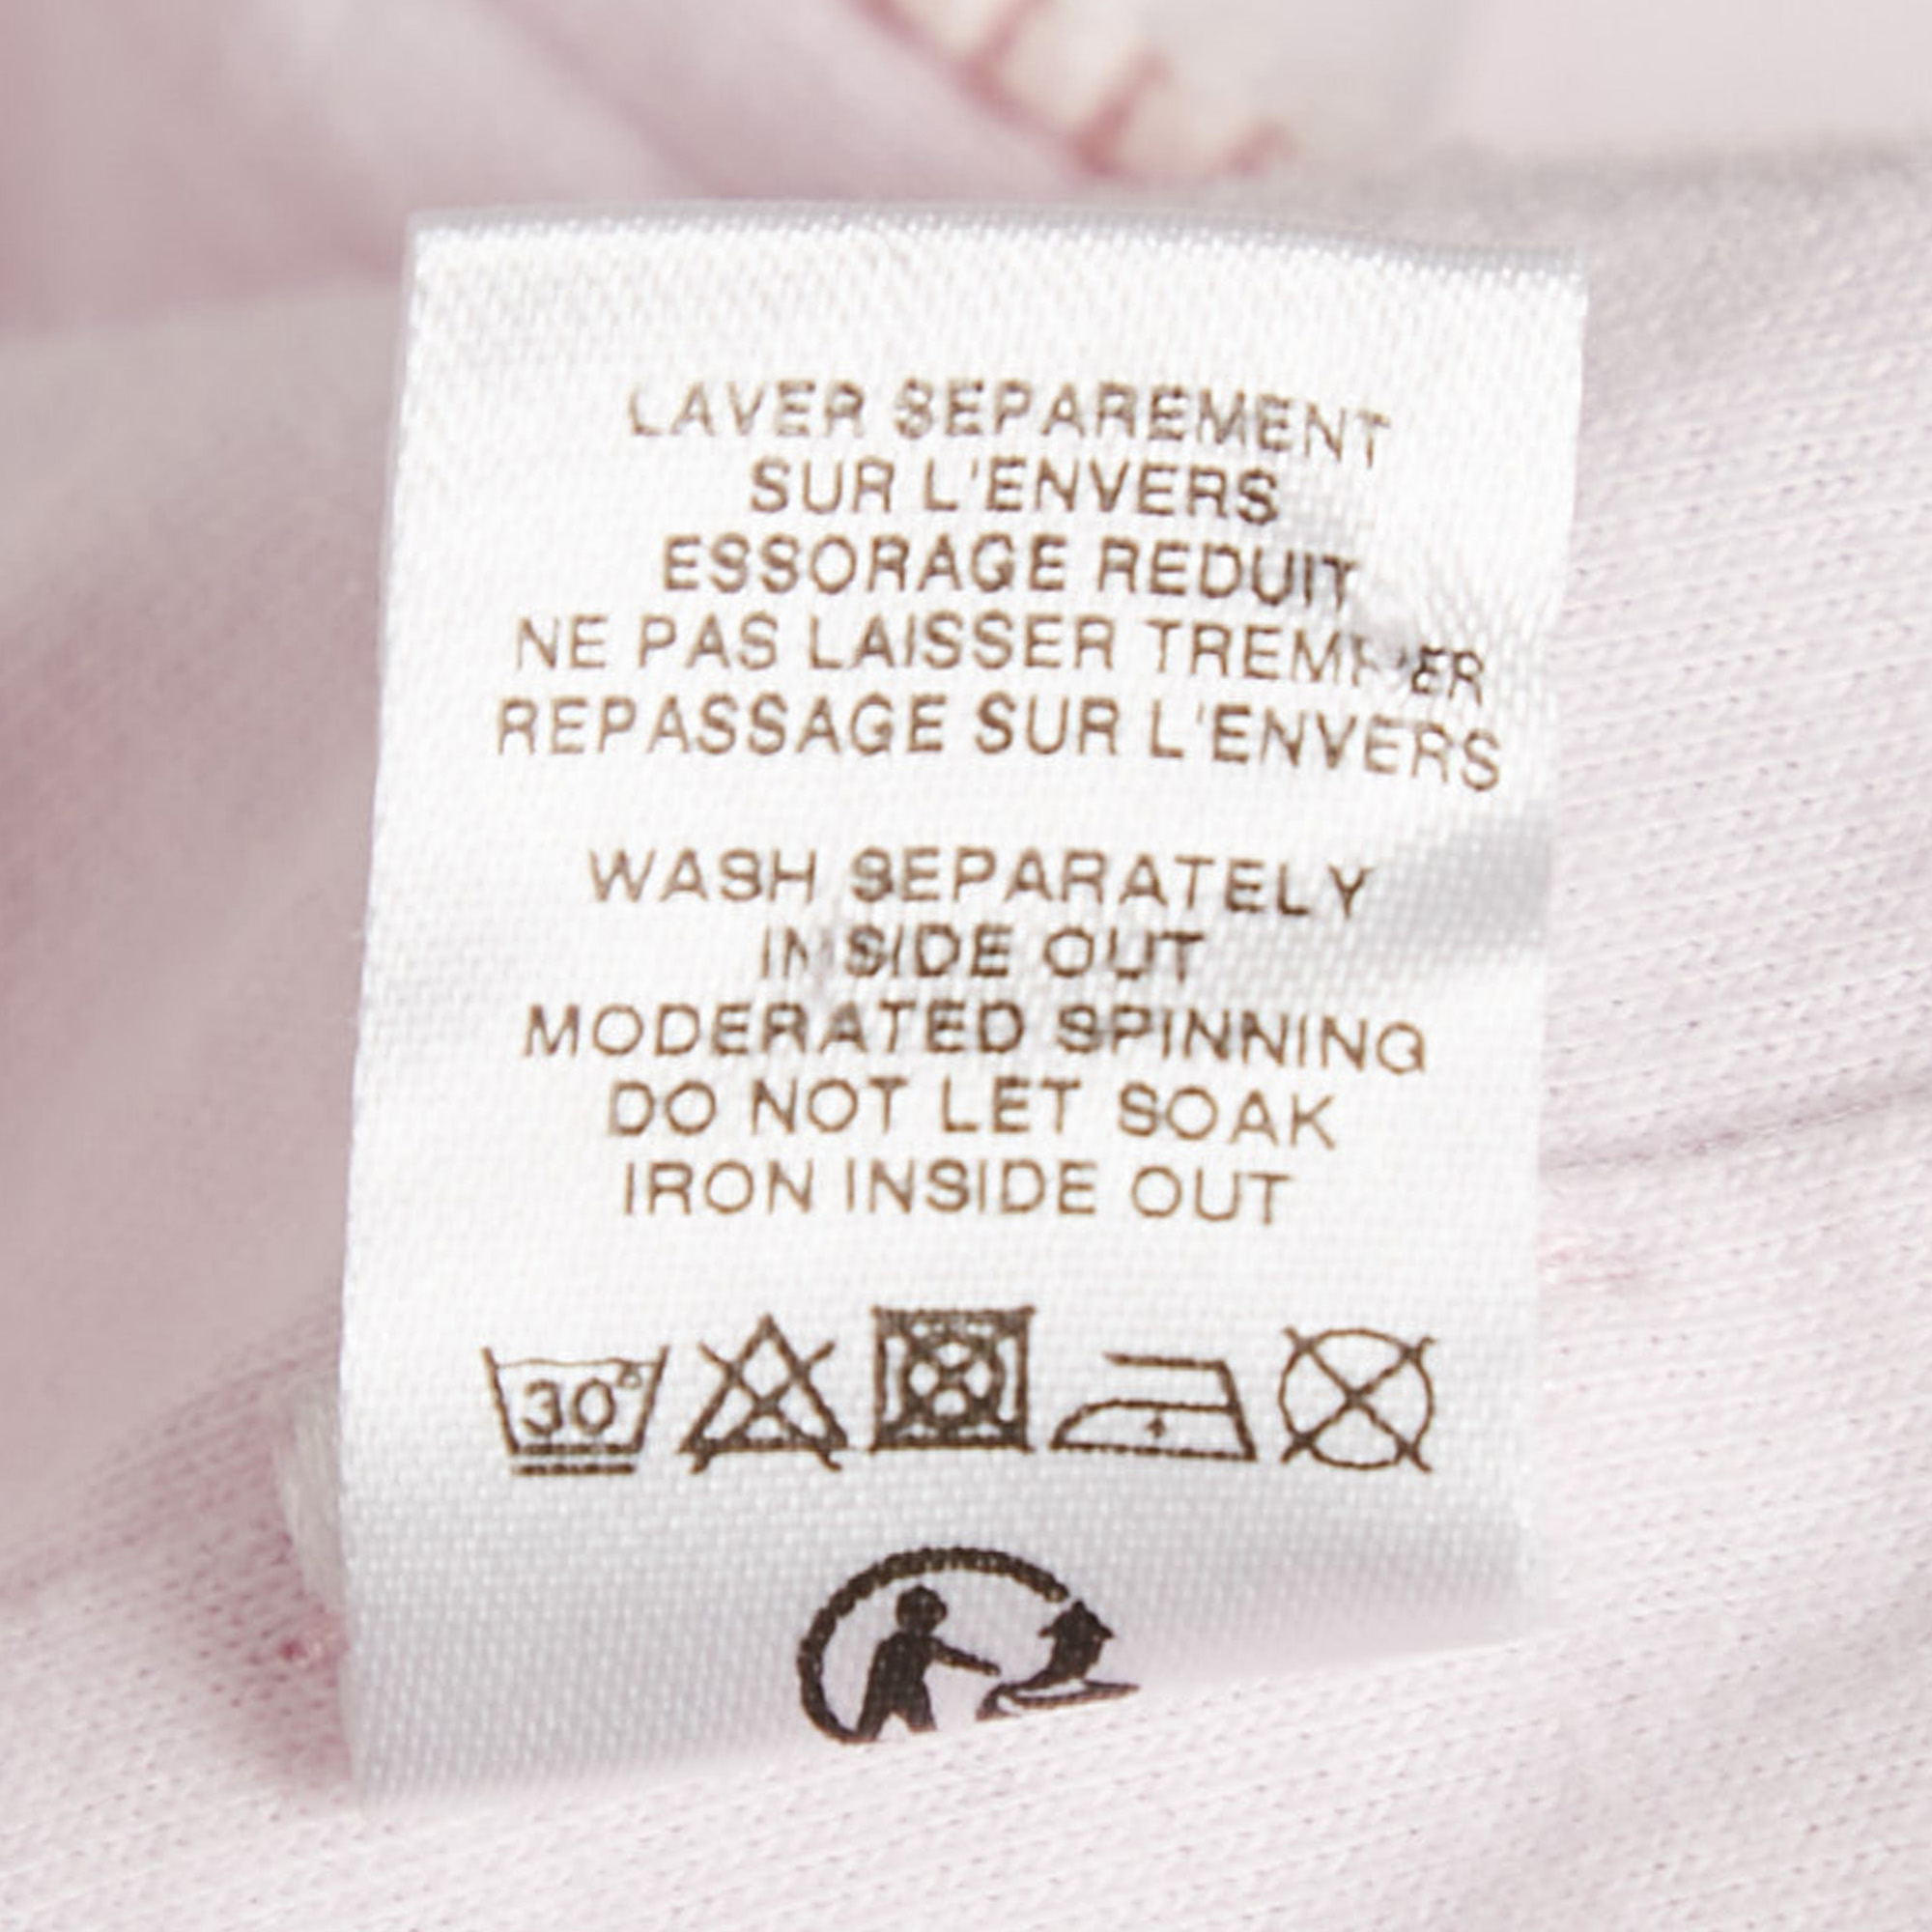 LAVER SEPAREMENT
SUR L'ENVERS
ESSORAGE REDUIT
NE PAS LAISSER TREMPER
REPASSAGE SUR L'ENVERS
WASH SEPARATELY
INSIDE OUT
MODERATED SPINNING
DO NOT LET SOAK
IRON INSIDE OUT
30°